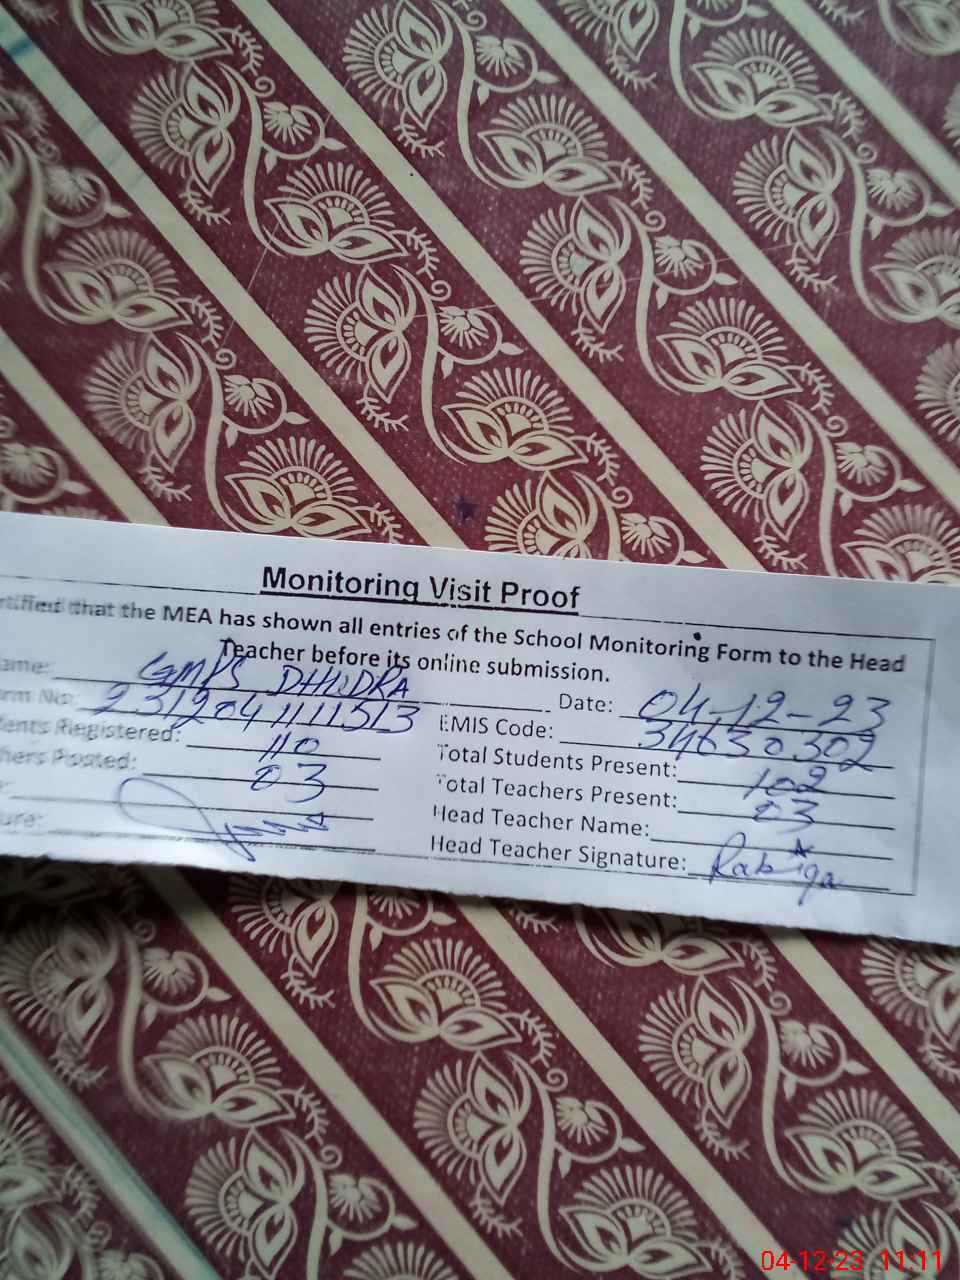 Monitoring Visit Proof
rtified that the MEA has shown all entries of the School Monitoring Form to the Head
Teacher before its online submission.
ame: GMPS DHUDRA Date: 04-12-23
orm No: 231204111513 EMIS Code: 34630302
ents Registered: 110 Total Students Present: 102
hers Posted: 03 Total Teachers Present: 03
Head Teacher Name:
ure: Head Teacher Signature: Rabiqa
04-12-23 11:11